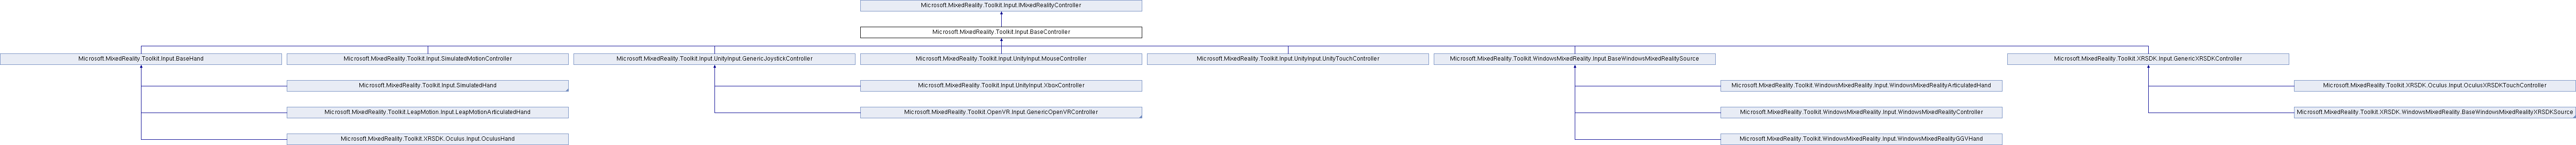 Microsoft.MixedReality.Toolkit.Input.IMixedRealityController
Microsoft.MixedReality.Toolkit.Input.BaseController
Microsoft.MixedReality.Toolkit.Input.BaseHand
Microsoft.MixedReality.Toolkit.Input.SimulatedMotionController
Microsoft.MixedReality.Toolkit.Input.UnityInput.GenericJoystickController
Microsoft.MixedReality.Toolkit.Input.UnityInput.MouseController
Microsoft.MixedReality.Toolkit.Input.UnityInput.UnityTouchController
Microsoft.MixedReality.Toolkit.WindowsMixedReality.Input.BaseWindowsMixedRealitySource
Microsoft.MixedReality.Toolkit.XRSDK.Input.GenericXRSDKController
Microsoft.MixedReality.Toolkit.Input.SimulatedHand
Microsoft.MixedReality.Toolkit.Input.UnityInput.XboxController
Microsoft.MixedReality.Toolkit.WindowsMixedReality.Input.WindowsMixedRealityArticulatedHand
Microsoft.MixedReality.Toolkit.XRSDK.Oculus.Input.OculusXRSDKTouchController
Microsoft.MixedReality.Toolkit.LeapMotion.Input.LeapMotionArticulatedHand
Microsoft.MixedReality.Toolkit.OpenVR.Input.GenericOpenVRController
Microsoft.MixedReality.Toolkit.WindowsMixedReality.Input.WindowsMixedRealityController
Microsoft.MixedReality.Toolkit.XRSDK.WindowsMixedReality.BaseWindowsMixedRealityXRSDKSource
Microsoft.MixedReality.Toolkit.XRSDK.Oculus.Input.OculusHand
Microsoft.MixedReality.Toolkit.WindowsMixedReality.Input.WindowsMixedRealityGGVHand